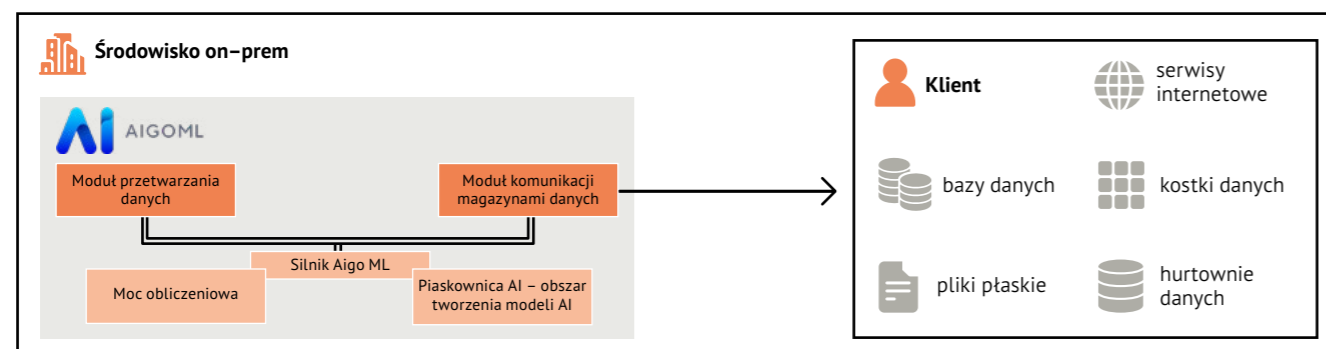 Środowisko on–prem
Ai AIGOML
Moduł przetwarzania
danych
Moduł komunikacji
magazynami danych
Silnik Aigo ML
Moc obliczeniowa
Piaskownica AI – obszar
tworzenia modeli AI
Klient
serwisy
internetowe
bazy danych
kostki danych
pliki płaskie
hurtownie
danych